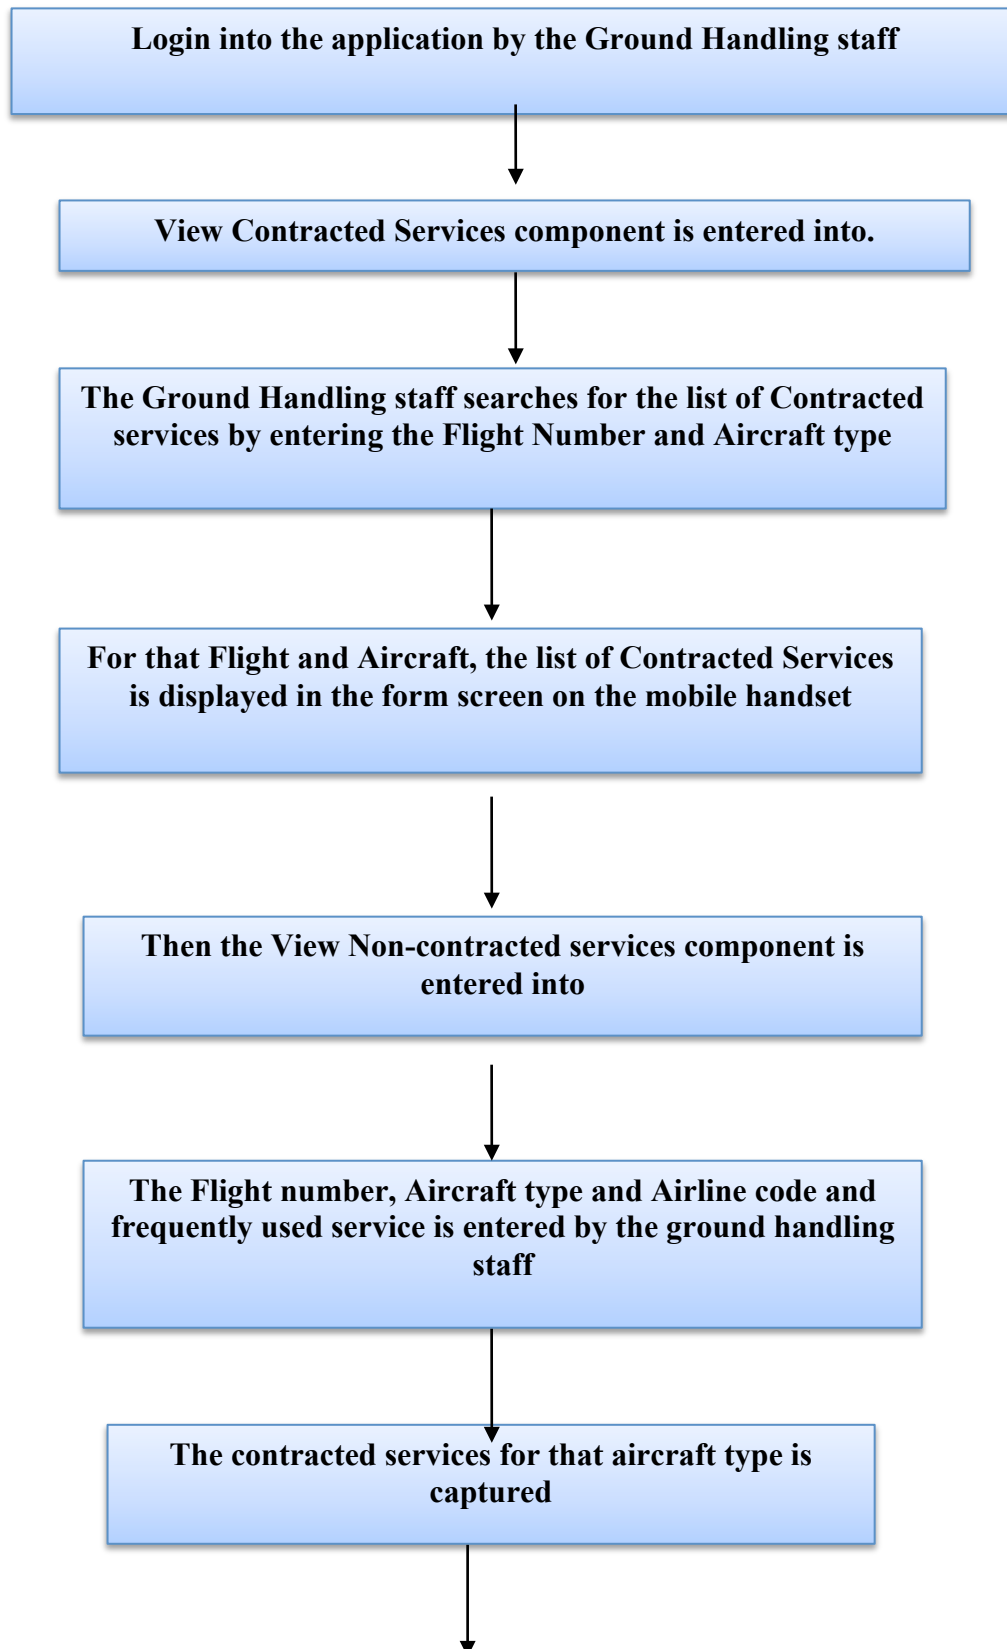 Login into the application by the Ground Handling staff
View Contracted Services component is entered into.
The Ground Handling staff searches for the list of Contracted
services by entering the Flight Number and Aircraft type
For that Flight and Aircraft, the list of Contracted Services
is displayed in the form screen on the mobile handset
Then the View Non-contracted services component is
entered into
The Flight number, Aircraft type and Airline code and
frequently used service is entered by the ground handling
staff
The contracted services for that aircraft type is
captured